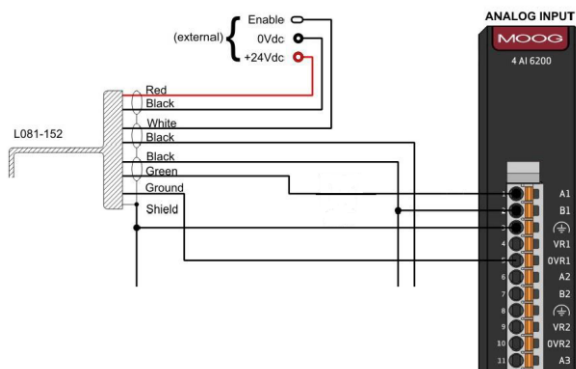 ANALOG INPUT
MOOG
4 AI 6200
Enable
(external)
0Vdc
+24Vdc
L081-152
Red
Black
White
Black
Black
Green
Ground
Shield
1 A1
2 B1
3
4 VR1
5 0VR1
6 A2
7 B2
8
9 VR2
10 0VR2
11 A3